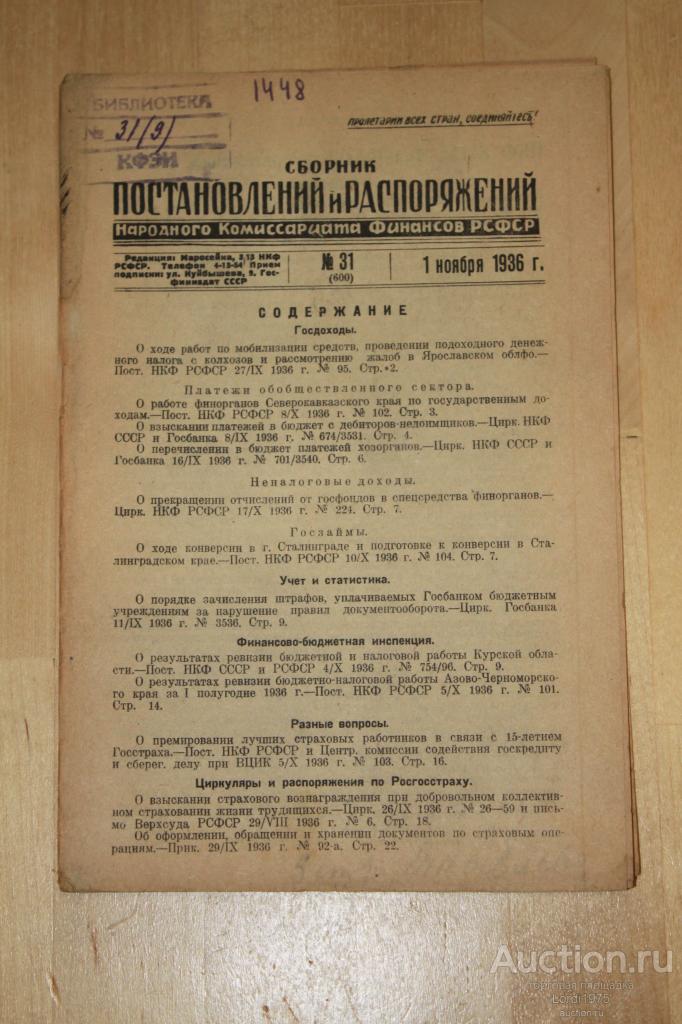 1448
БИБЛИОТЕКА
№ 31(9)
КФЭИ
ПРОЛЕТАРИИ ВСЕХ СТРАН, СОЕДИНЯЙТЕСЬ!
СБОРНИК
ПОСТАНОВЛЕНИЙ и РАСПОРЯЖЕНИЙ
Народного Комиссариата Финансов РСФСР
Редакция: Маросейка, 3,13 НКФ
РСФСР. Телефон 4-15-54 Прием
подписки: ул. Куйбышева, 9. Гос-
финиздат СССР
№ 31
(600)
1 ноября 1936 г.
СОДЕРЖАНИЕ
Госдоходы.
О ходе работ по мобилизации средств, проведении подоходного денеж-
ного налога с колхозов и рассмотрению жалоб в Ярославском облфо.—
Пост. НКФ РСФСР 27/IX 1936 г. № 95. Стр. 2.
Платежи обобществленного сектора.
О работе финорганов Северокавказского края по государственным до-
ходам.—Пост. НКФ РСФСР 8/X 1936 г. № 102. Стр. 3.
О взыскании платежей в бюджет с дебиторов-недоимщиков.—Цирк. НКФ
СССР и Госбанка 8/IX 1936 г. № 674/3531. Стр. 4.
О перечислении в бюджет платежей хозорганов.—Цирк. НКФ СССР и
Госбанка 16/IX 1936 г. № 701/3540. Стр. 6.
Неналоговые доходы.
О прекращении отчислений от госфондов в спецсредства финорганов.—
Цирк. НКФ РСФСР 17/X 1936 г. № 224. Стр. 7.
Госзаймы.
О ходе конверсии в г. Сталинграде и подготовке к конверсии в Ста-
линградском крае.—Пост. НКФ РСФСР 10/X 1936 г. № 104. Стр. 7.
Учет и статистика.
О порядке зачисления штрафов, уплачиваемых Госбанком бюджетным
учреждениям за нарушение правил документооборота.—Цирк. Госбанка
11/IX 1936 г. № 3536. Стр. 9.
Финансово-бюджетная инспекция.
О результатах ревизии бюджетной и налоговой работы Курской обла-
сти.—Пост. НКФ СССР и РСФСР 4/X 1936 г. № 754/96. Стр. 9.
О результатах ревизии бюджетно-налоговой работы Азово-Черноморско-
го края за I полугодие 1936 г.—Пост. НКФ РСФСР 5/X 1936 г. № 101.
Стр. 14.
Разные вопросы.
О премировании лучших страховых работников в связи с 15-летием
Госстраха.—Пост. НКФ РСФСР и Центр. комиссии содействия госкредиту
и сберег. делу при ВЦИК 5/X 1936 г. № 103. Стр. 16.
Циркуляры и распоряжения по Росгосстраху.
О взыскании страхового вознаграждения при добровольном коллектив-
ном страховании жизни трудящихся.—Цирк. 26/IX 1936 г. № 26—59 и пись-
мо Верхсуда РСФСР 29/VIII 1936 г. № 6. Стр. 18.
Об оформлении, обращении и хранении документов по страховым опе-
рациям.—Прик. 29/IX 1936 г. № 92-а. Стр. 22.
Auction.ru
торговая площадка
Lordi1975
auction.ru